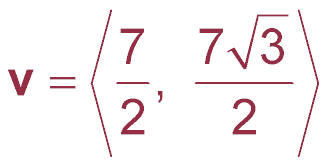 v = ⟨7/2, 7√3/2⟩